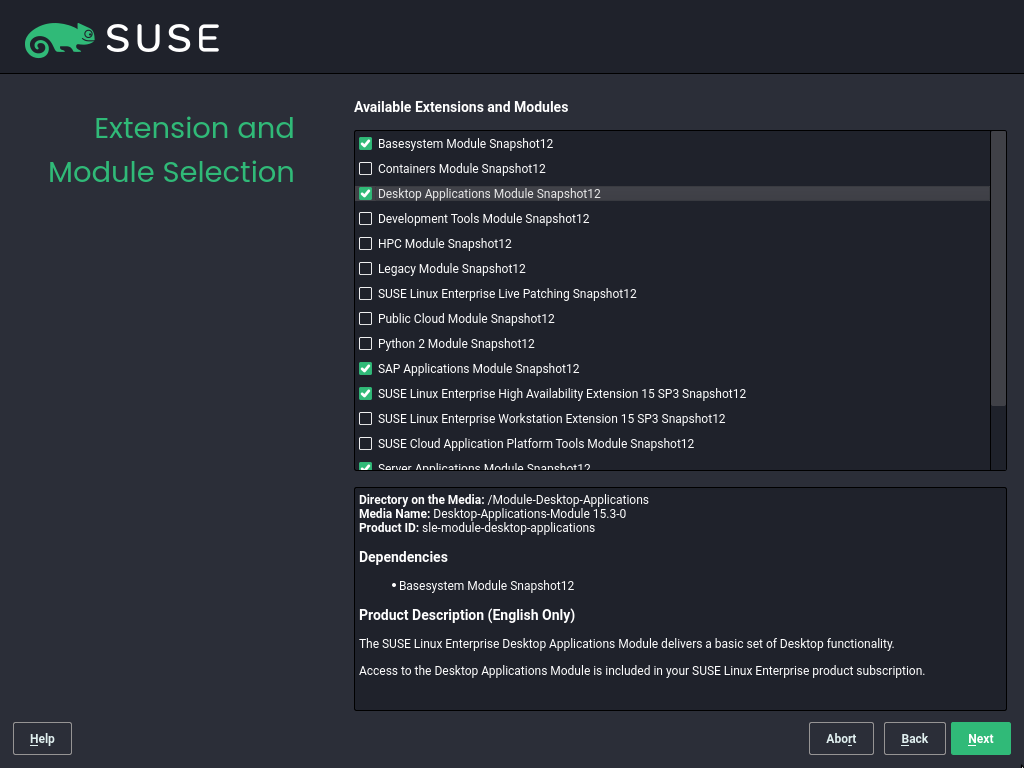 SUSE
Extension and
Module Selection
Available Extensions and Modules
Basesystem Module Snapshot12
Containers Module Snapshot12
Desktop Applications Module Snapshot12
Development Tools Module Snapshot12
HPC Module Snapshot12
Legacy Module Snapshot12
SUSE Linux Enterprise Live Patching Snapshot12
Public Cloud Module Snapshot12
Python 2 Module Snapshot12
SAP Applications Module Snapshot12
SUSE Linux Enterprise High Availability Extension 15 SP3 Snapshot12
SUSE Linux Enterprise Workstation Extension 15 SP3 Snapshot12
SUSE Cloud Application Platform Tools Module Snapshot12
Server Applications Module Snapshot12
Directory on the Media: /Module-Desktop-Applications
Media Name: Desktop-Applications-Module 15.3-0
Product ID: sle-module-desktop-applications
Dependencies
• Basesystem Module Snapshot12
Product Description (English Only)
The SUSE Linux Enterprise Desktop Applications Module delivers a basic set of Desktop functionality.
Access to the Desktop Applications Module is included in your SUSE Linux Enterprise product subscription.
Help
Abort
Back
Next